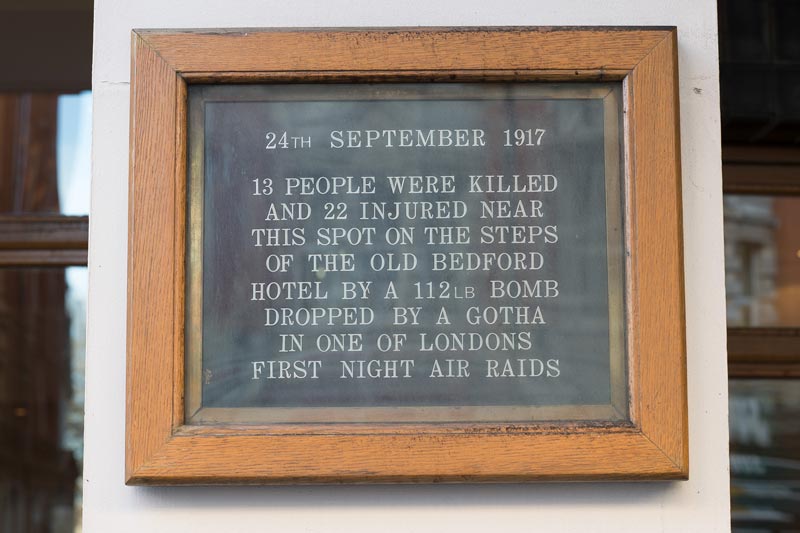 24TH SEPTEMBER 1917
13 PEOPLE WERE KILLED
AND 22 INJURED NEAR
THIS SPOT ON THE STEPS
OF THE OLD BEDFORD
HOTEL BY A 112LB BOMB
DROPPED BY A GOTHA
IN ONE OF LONDONS
FIRST NIGHT AIR RAIDS